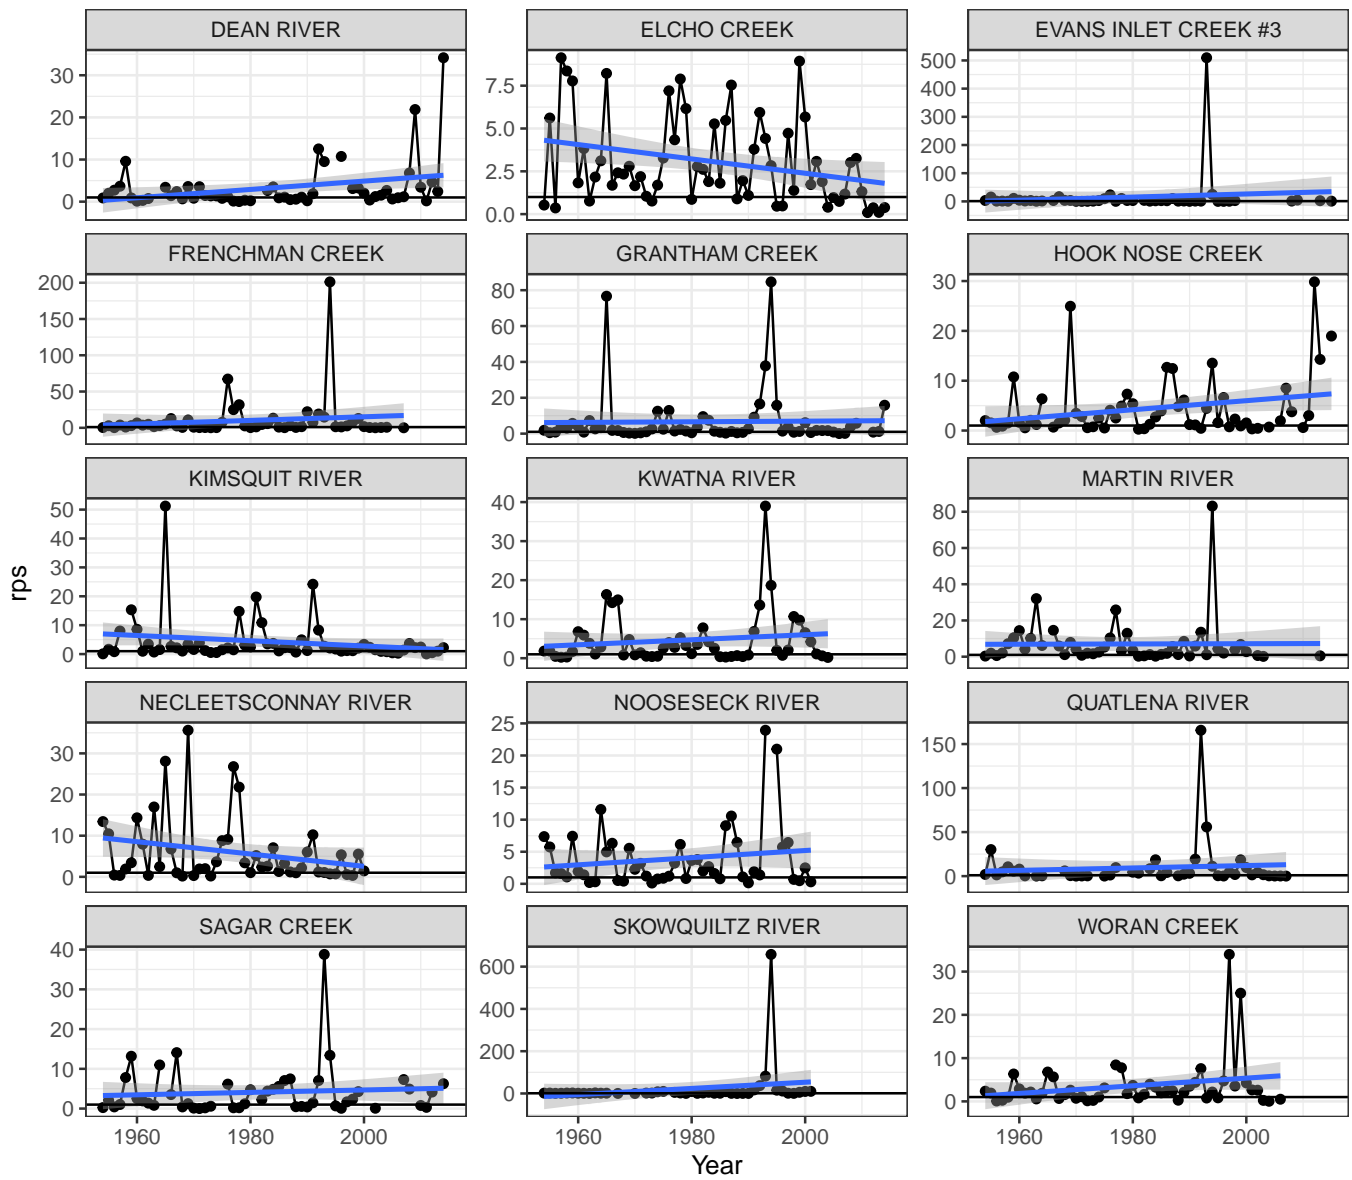 DEAN RIVER ELCHO CREEK EVANS INLET CREEK #3
30 20 10 0
7.5 5.0 2.5 0.0
500 400 300 200 100 0
FRENCHMAN CREEK GRANTHAM CREEK HOOK NOSE CREEK
200 150 100 50 0
80 60 40 20 0
30 20 10 0
KIMSQUIT RIVER KWATNA RIVER MARTIN RIVER
50 40 30 20 10 0
40 30 20 10 0
80 60 40 20 0
rps
NECLEETSCONNAY RIVER NOOSESECK RIVER QUATLENA RIVER
30 20 10 0
25 20 15 10 5 0
150 100 50 0
SAGAR CREEK SKOWQUILTZ RIVER WORAN CREEK
40 30 20 10 0
600 400 200 0
30 20 10 0
1960 1980 2000 1960 1980 2000 1960 1980 2000
Year